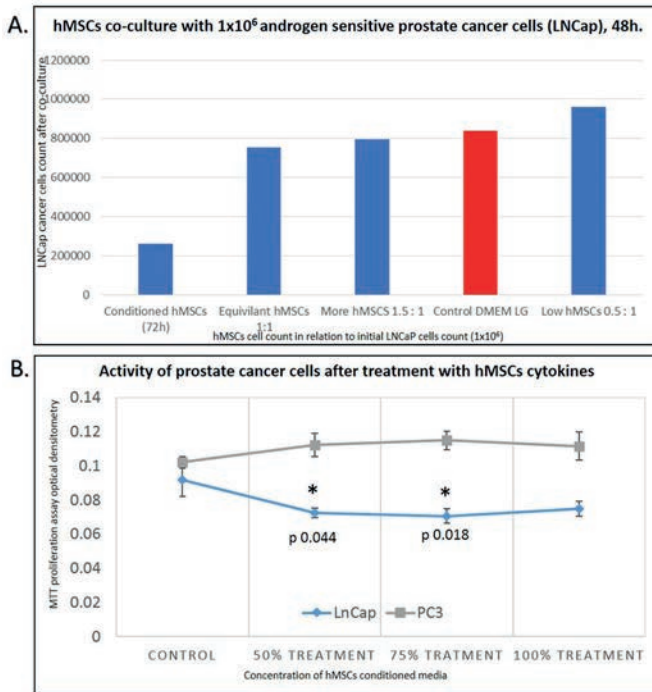 A.
hMSCs co-culture with 1x10⁶ androgen sensitive prostate cancer cells (LNCap), 48h.
LNCap cancer cells count after co-culture
1200000
1000000
800000
600000
400000
200000
0
Conditioned hMSCs (72h)
Equivilant hMSCs 1:1
More hMSCS 1.5 : 1
Control DMEM LG
Low hMSCs 0.5 : 1
hMSCs cell count in relation to initial LNCaP cells count (1x10⁶)
B.
Activity of prostate cancer cells after treatment with hMSCs cytokines
MTT proliferation assay optical densitometry
0.14
0.12
0.1
0.08
0.06
0.04
0.02
0
*
p 0.044
*
p 0.018
LnCap
PC3
CONTROL
50% TREATMENT
75% TRATMENT
100% TREATMENT
Concentration of hMSCs conditioned media